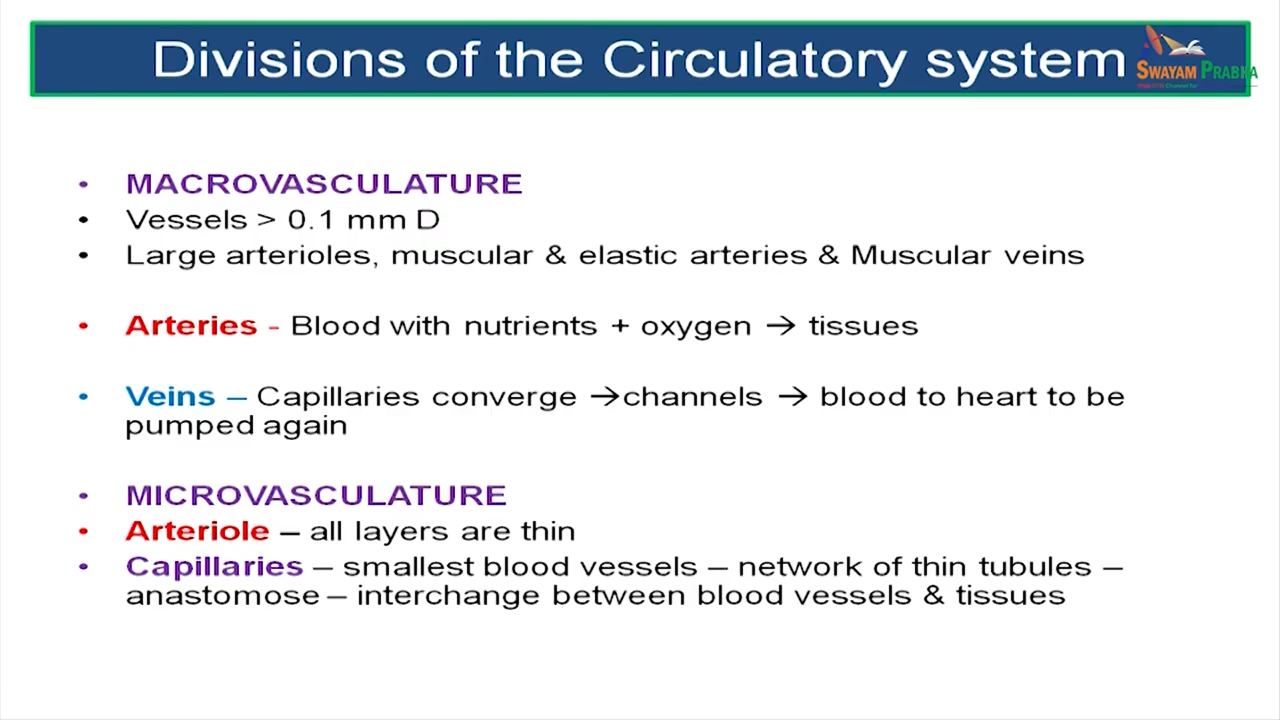 Divisions of the Circulatory system
SWAYAM PRABHA
• MACROVASCULATURE
• Vessels > 0.1 mm D
• Large arterioles, muscular & elastic arteries & Muscular veins
• Arteries - Blood with nutrients + oxygen → tissues
• Veins – Capillaries converge →channels → blood to heart to be
pumped again
• MICROVASCULATURE
• Arteriole – all layers are thin
• Capillaries – smallest blood vessels – network of thin tubules –
anastomose – interchange between blood vessels & tissues